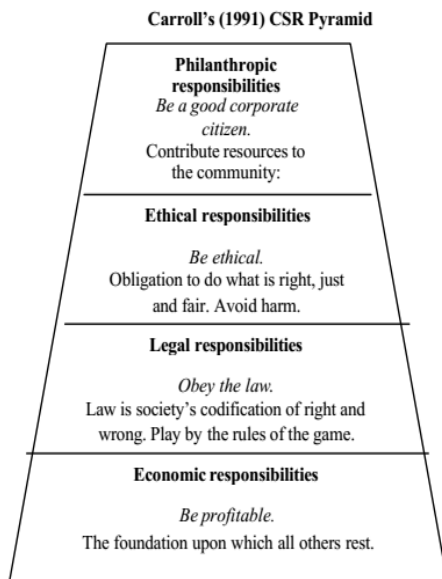 Carroll’s (1991) CSR Pyramid
Philanthropic
responsibilities
Be a good corporate
citizen.
Contribute resources to
the community:
Ethical responsibilities
Be ethical.
Obligation to do what is right, just
and fair. Avoid harm.
Legal responsibilities
Obey the law.
Law is society’s codification of right and
wrong. Play by the rules of the game.
Economic responsibilities
Be profitable.
The foundation upon which all others rest.